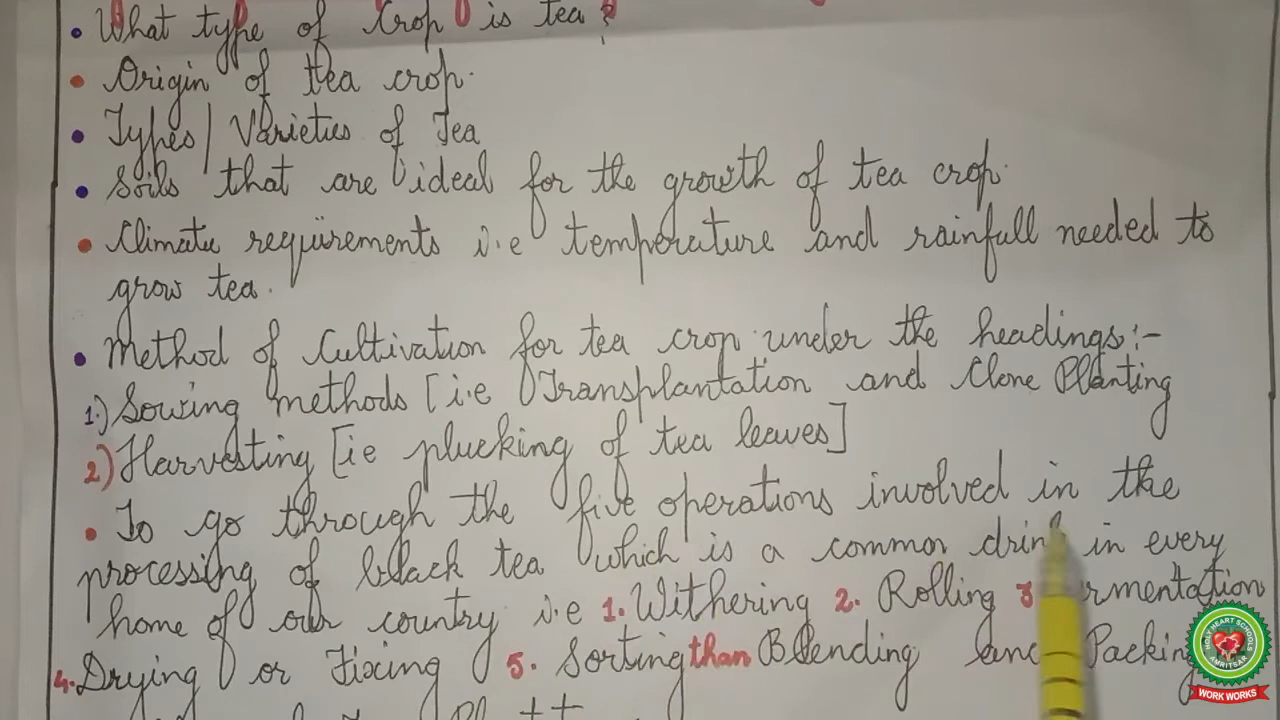 • What type of Crop is tea?
• Origin of tea crop.
• Types/ Varieties of Tea
• Soils that are ideal for the growth of tea crop.
• Climate requirements i.e temperature and rainfall needed to
grow tea.
• Method of Cultivation for tea crop under the headings:-
1.) Sowing methods [i.e Transplantation and Clone Planting
2) Harvesting [ie plucking of tea leaves]
• To go through the five operations involved in the
processing of black tea which is a common drink in every
home of our country i.e 1. Withering 2. Rolling 3 rmentation
4. Drying or Fixing 5. Sorting than Blending and Packing
HOLY HEART SCHOOLS
AMRITSAR
WORK WORKS